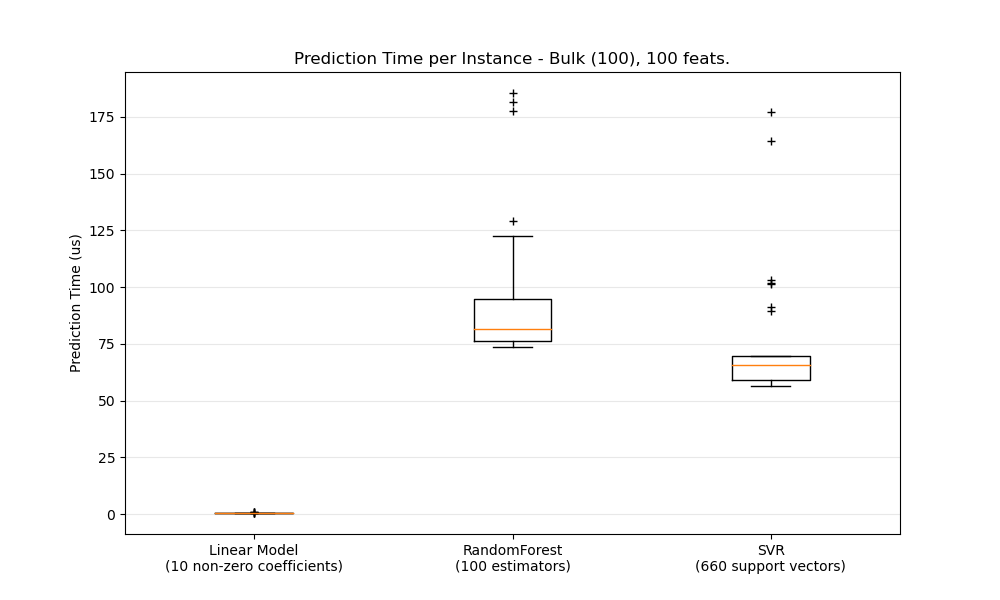 Prediction Time per Instance - Bulk (100), 100 feats.
Prediction Time (us)
175
150
125
100
75
50
25
0
Linear Model
(10 non-zero coefficients)
RandomForest
(100 estimators)
SVR
(660 support vectors)